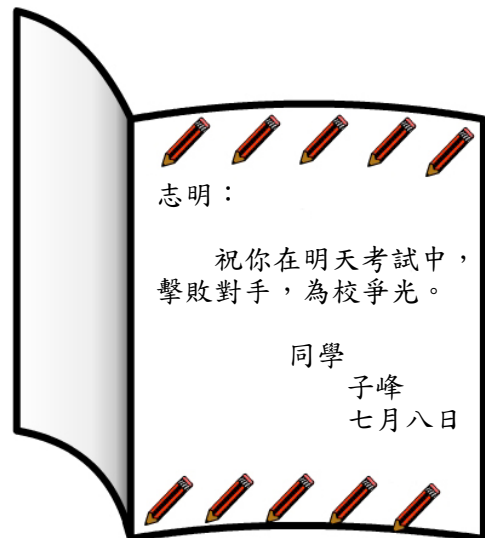 志明：
祝你在明天考試中，
擊敗對手，為校爭光。
同學
子峰
七月八日